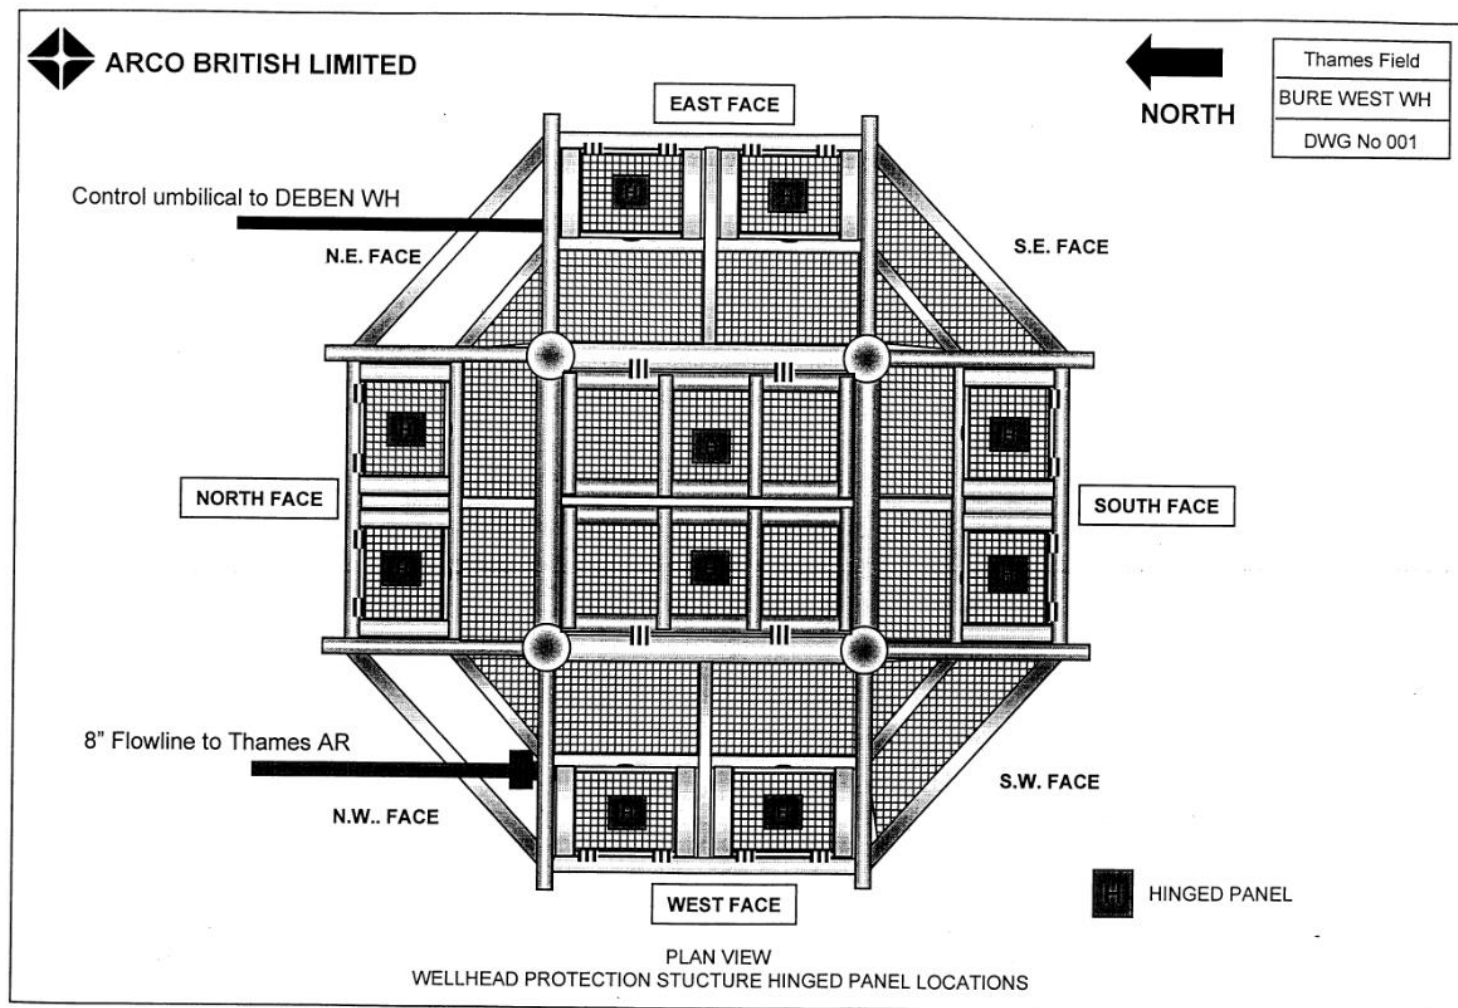 ARCO BRITISH LIMITED
NORTH
Thames Field
BURE WEST WH
DWG No 001
EAST FACE
Control umbilical to DEBEN WH
N.E. FACE
S.E. FACE
H
H
H
H
H
H
NORTH FACE
SOUTH FACE
H
H
H
8" Flowline to Thames AR
N.W.. FACE
S.W. FACE
H
H
WEST FACE
H
HINGED PANEL
PLAN VIEW
WELLHEAD PROTECTION STUCTURE HINGED PANEL LOCATIONS